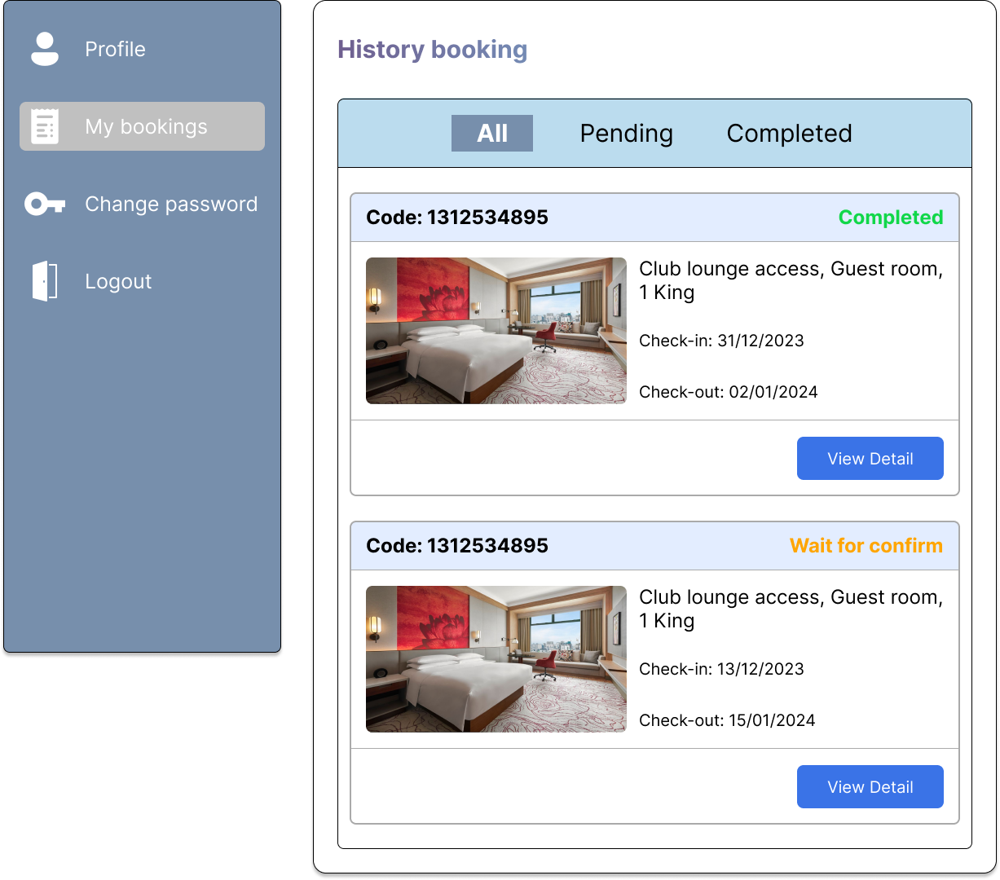 Profile
My bookings
Change password
Logout
History booking
All Pending Completed
Code: 1312534895 Completed
Club lounge access, Guest room,
1 King
Check-in: 31/12/2023
Check-out: 02/01/2024
View Detail
Code: 1312534895 Wait for confirm
Club lounge access, Guest room,
1 King
Check-in: 13/12/2023
Check-out: 15/01/2024
View Detail